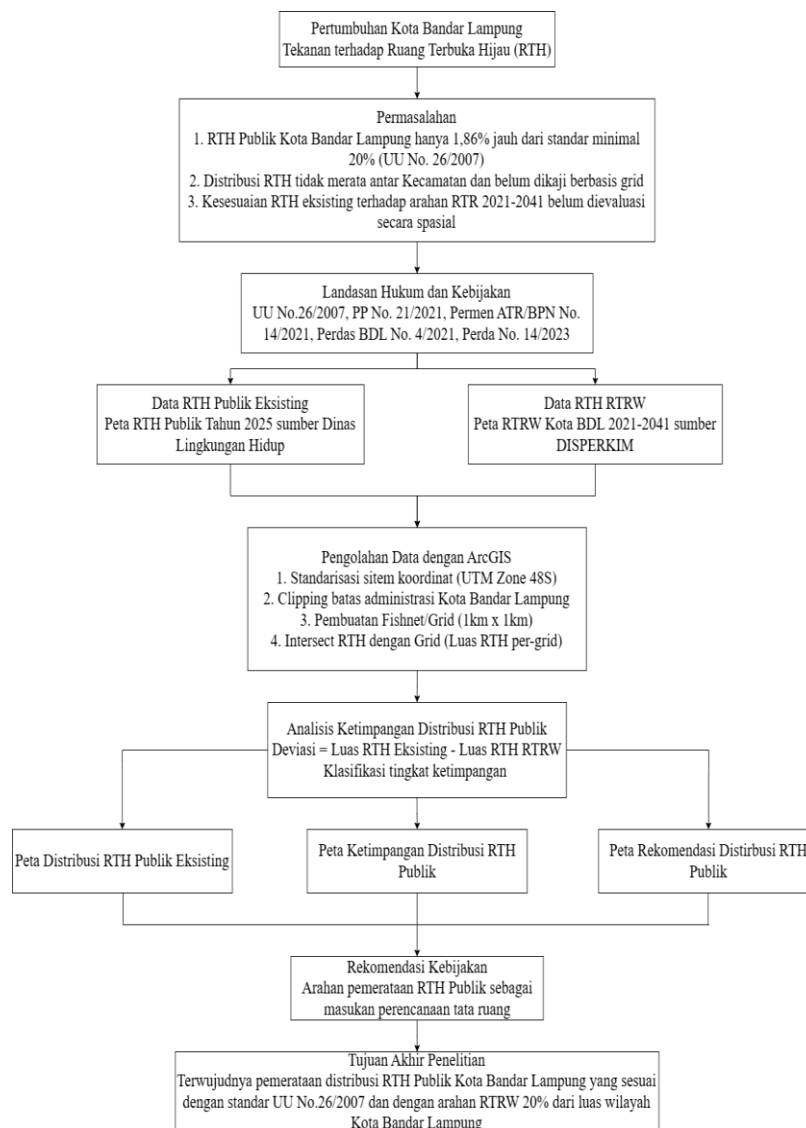 Pertumbuhan Kota Bandar Lampung
Tekanan terhadap Ruang Terbuka Hijau (RTH)
Permasalahan
1. RTH Publik Kota Bandar Lampung hanya 1,86% jauh dari standar minimal
20% (UU No. 26/2007)
2. Distribusi RTH tidak merata antar Kecamatan dan belum dikaji berbasis grid
3. Kesesuaian RTH eksisting terhadap arahan RTR 2021-2041 belum dievaluasi
secara spasial
Landasan Hukum dan Kebijakan
UU No.26/2007, PP No. 21/2021, Permen ATR/BPN No.
14/2021, Perdas BDL No. 4/2021, Perda No. 14/2023
Data RTH Publik Eksisting
Peta RTH Publik Tahun 2025 sumber Dinas
Lingkungan Hidup
Data RTH RTRW
Peta RTRW Kota BDL 2021-2041 sumber
DISPERKIM
Pengolahan Data dengan ArcGIS
1. Standarisasi sitem koordinat (UTM Zone 48S)
2. Clipping batas administrasi Kota Bandar Lampung
3. Pembuatan Fishnet/Grid (1km x 1km)
4. Intersect RTH dengan Grid (Luas RTH per-grid)
Analisis Ketimpangan Distribusi RTH Publik
Deviasi = Luas RTH Eksisting - Luas RTH RTRW
Klasifikasi tingkat ketimpangan
Peta Distribusi RTH Publik Eksisting
Peta Ketimpangan Distribusi RTH
Publik
Peta Rekomendasi Distirbusi RTH
Publik
Rekomendasi Kebijakan
Arahan pemerataan RTH Publik sebagai
masukan perencanaan tata ruang
Tujuan Akhir Penelitian
Terwujudnya pemerataan distribusi RTH Publik Kota Bandar Lampung yang sesuai
dengan standar UU No.26/2007 dan dengan arahan RTRW 20% dari luas wilayah
Kota Bandar Lampung